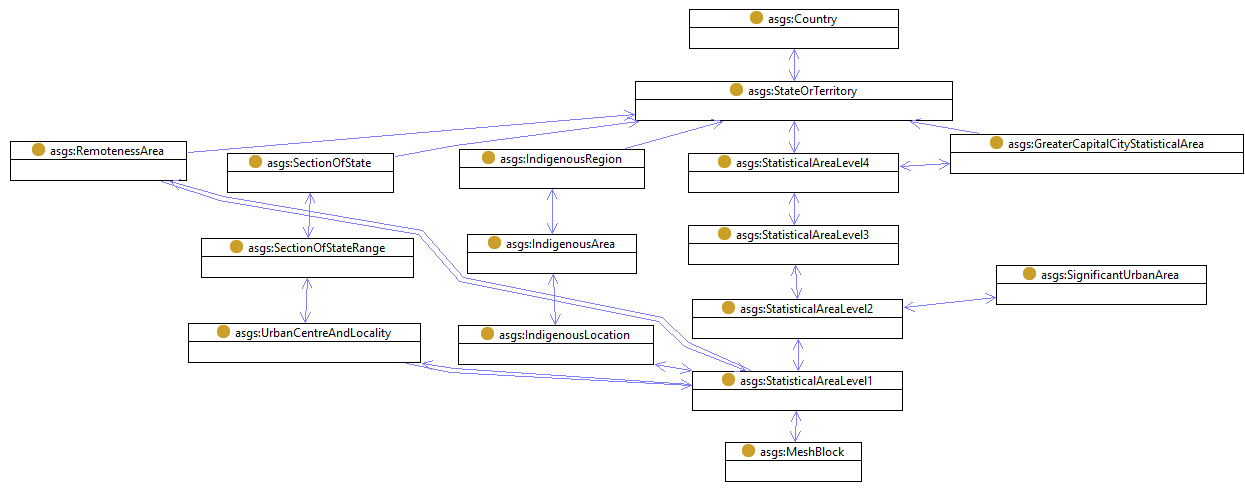 asgs:Country
asgs:StateOrTerritory
asgs:GreaterCapitalCityStatisticalArea
asgs:RemotenessArea
asgs:SectionOfState
asgs:IndigenousRegion
asgs:StatisticalAreaLevel4
asgs:StatisticalAreaLevel3
asgs:SectionOfStateRange
asgs:IndigenousArea
asgs:SignificantUrbanArea
asgs:StatisticalAreaLevel2
asgs:UrbanCentreAndLocality
asgs:IndigenousLocation
asgs:StatisticalAreaLevel1
asgs:MeshBlock